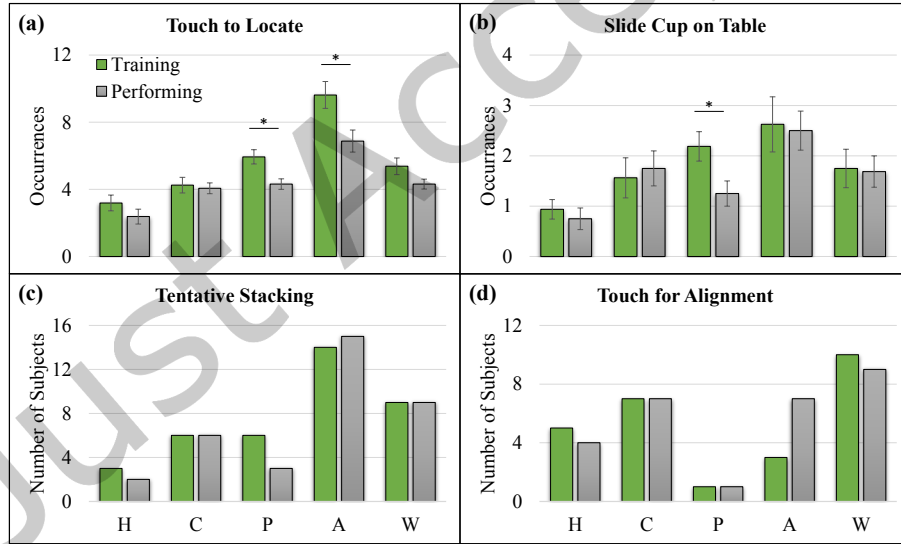 (a) Touch to Locate
12
8
4
0
Occurrences
Training
Performing
*
*
(b) Slide Cup on Table
4
3
2
1
0
Occurrances
*
(c) Tentative Stacking
16
12
8
4
0
Number of Subjects
H C P A W
(d) Touch for Alignment
12
8
4
0
Number of Subjects
H C P A W
Just Acce